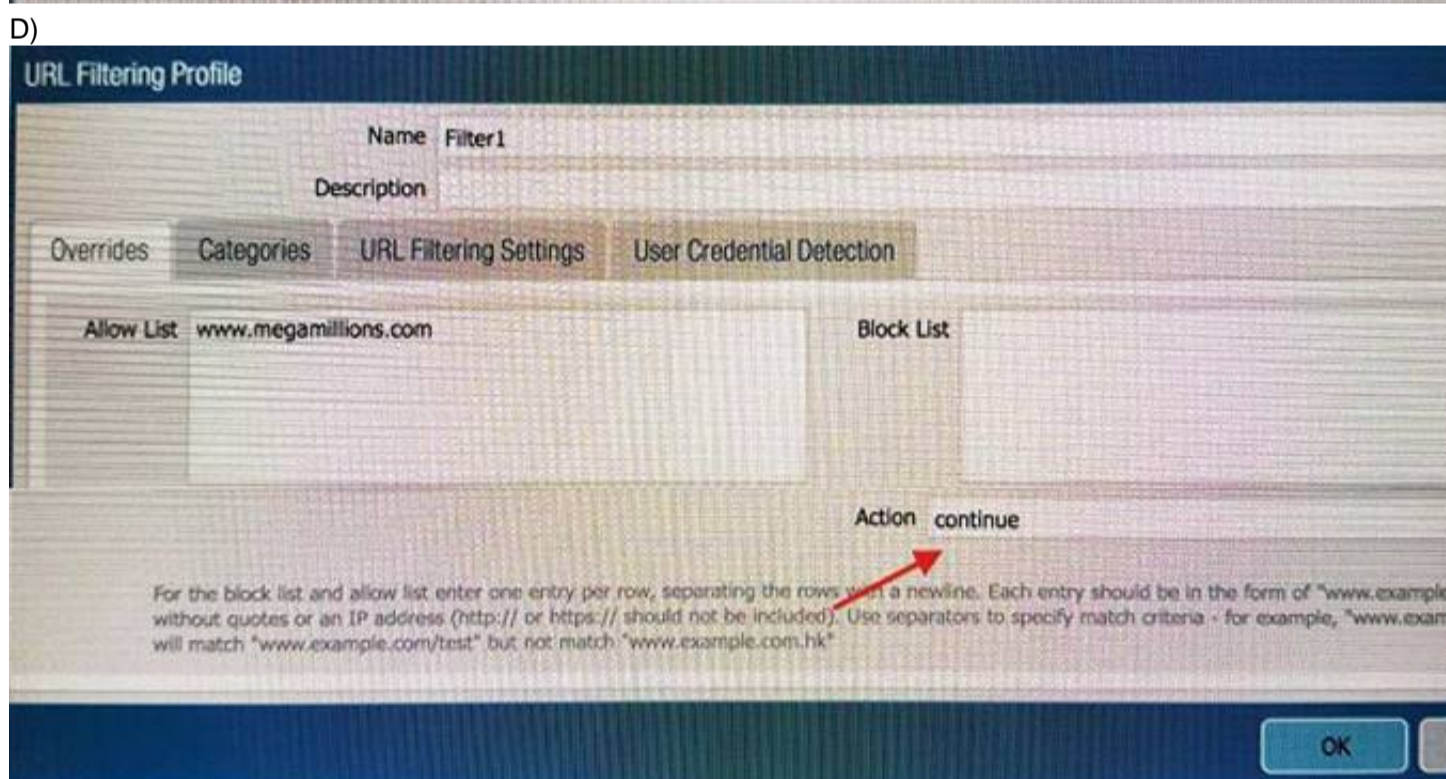 D)
URL Filtering Profile
Name Filter1
Description
Overrides Categories URL Filtering Settings User Credential Detection
Allow List www.megamillions.com Block List
Action continue
For the block list and allow list enter one entry per row, separating the rows with a newline. Each entry should be in the form of "www.example
without quotes or an IP address (http:// or https:// should not be included). Use separators to specify match criteria - for example, "www.exam
will match "www.example.com/test" but not match "www.example.com.hk"
OK